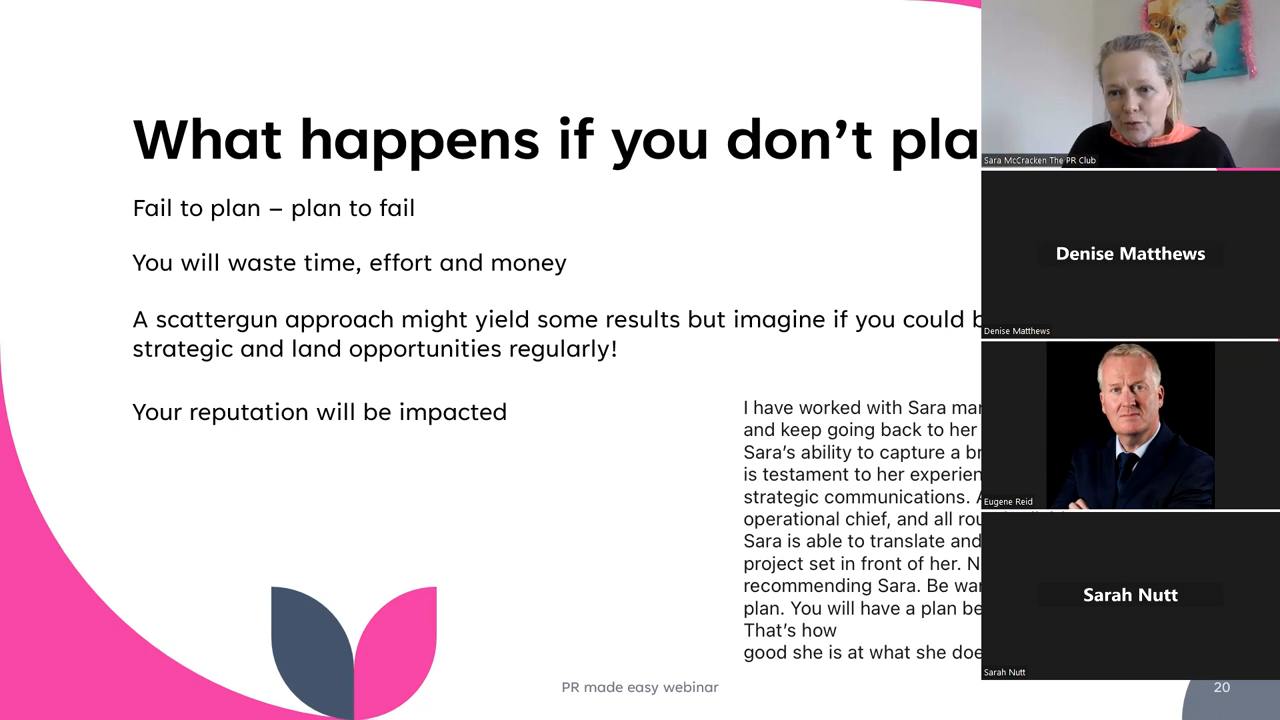 What happens if you don’t pla
Fail to plan – plan to fail
You will waste time, effort and money
A scattergun approach might yield some results but imagine if you could b
strategic and land opportunities regularly!
Your reputation will be impacted
I have worked with Sara mar
and keep going back to her
Sara’s ability to capture a br
is testament to her experien
strategic communications. A
operational chief, and all rou
Sara is able to translate and
project set in front of her. N
recommending Sara. Be war
plan. You will have a plan be
That’s how
good she is at what she doe
PR made easy webinar
20
Sara McCracken The PR Club
Denise Matthews
Denise Matthews
Eugene Reid
Sarah Nutt
Sarah Nutt